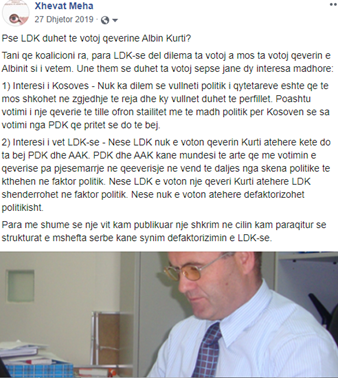 Xhevat Meha
27 Dhjetor 2019 ·
Pse LDK duhet te votoj qeverine Albin Kurti?
Tani qe koalicioni ra, para LDK-se del dilema ta votoj a mos ta votoj qeverin e
Albinit si i vetem. Une them se duhet ta votoj sepse jane dy interesa madhore:
1) Interesi i Kosoves - Nuk ka dilem se vullneti politik i qytetareve eshte qe te
mos shkohet ne zgjedhje te reja dhe ky vullnet duhet te perfillet. Poashtu
votimi i nje qeverie te tille ofron stailitet me te madh politik per Kosoven se sa
votimi nga PDK qe pritet se do te bej.
2) Interesi i vet LDK-se - Nese LDK nuk e voton qeverin Kurti atehere kete do
ta bej PDK dhe AAK. PDK dhe AAK kane mundesi te arte qe me votimin e
qeverise pa pjesemarrje ne qeeverisje ne vend te daljes nga skena politike te
kthehen ne faktor politik. Nese LDK e voton nje qeveri Kurti atehere LDK
shenderrohet ne faktor politik. Nese nuk e voton atehere defaktorizohet
politikisht.
Para me shume se nje vit kam publikuar nje shkrim ne cilin kam paraqitur se
strukturat e mshefta serbe kane synim defaktorizimin e LDK-se.